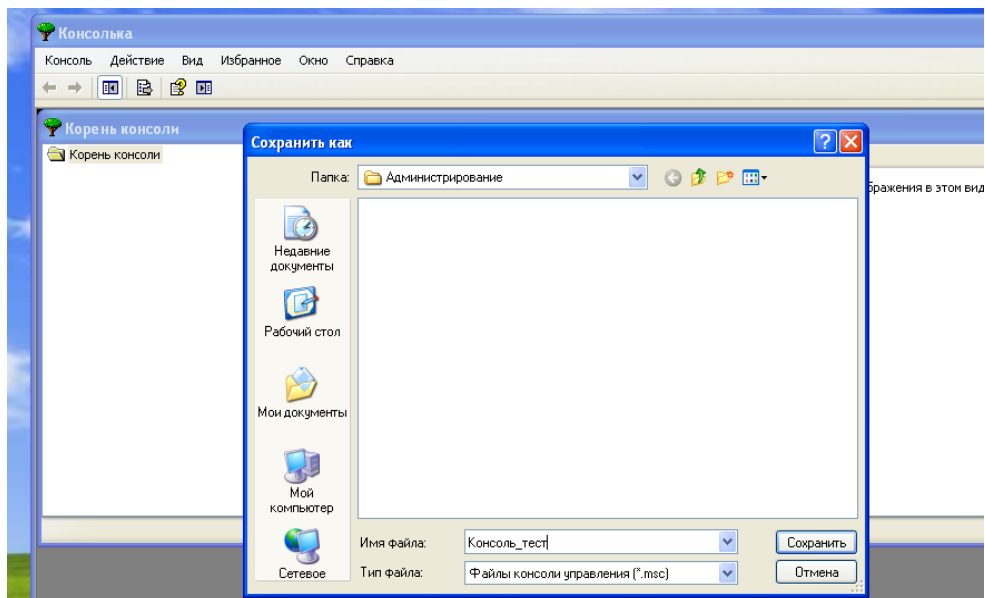 Консолька
Консоль Действие Вид Избранное Окно Справка
Корень консоли
Корень консоли
Сохранить как
Папка: Администрирование
бражения в этом вид
Недавние
документы
Рабочий стол
Мои документы
Мой
компьютер
Сетевое
Имя файла: Консоль_тест
Сохранить
Тип файла: Файлы консоли управления (*.msc)
Отмена